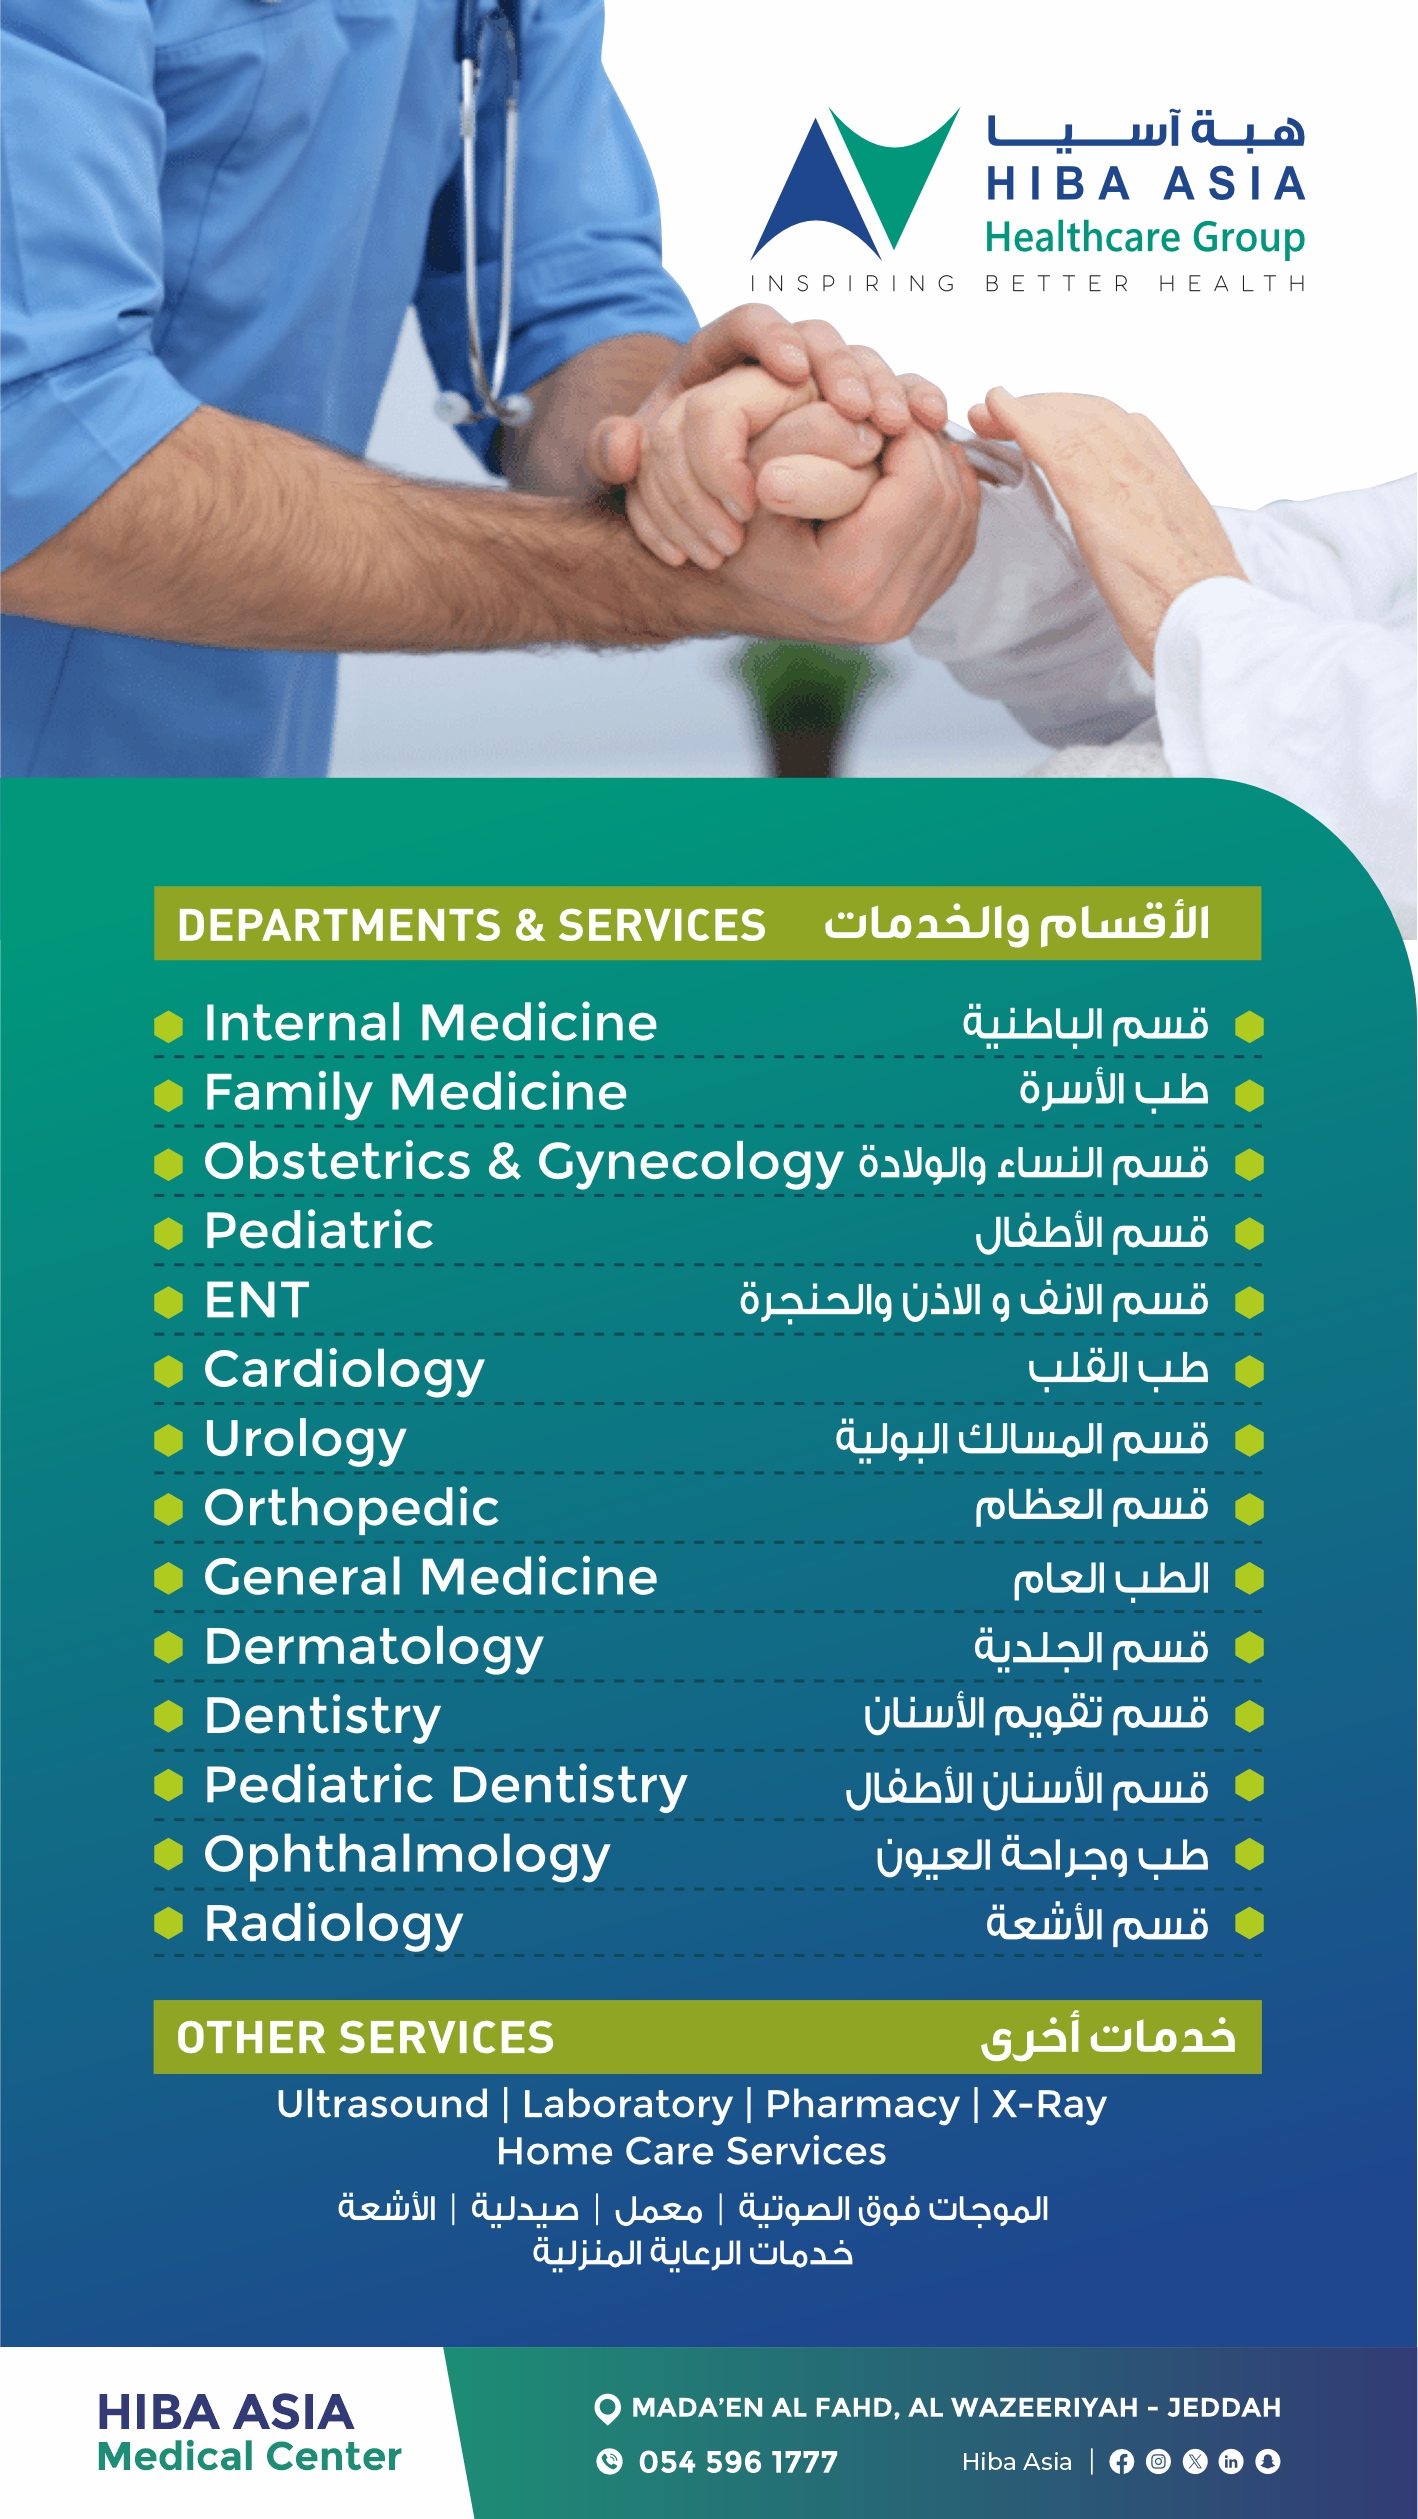 هبة آسيا
HIBA ASIA
Healthcare Group
INSPIRING BETTER HEALTH
DEPARTMENTS & SERVICES الأقسام والخدمات
Internal Medicine قسم الباطنية
Family Medicine طب الأسرة
Obstetrics & Gynecology قسم النساء والولادة
Pediatric قسم الأطفال
ENT قسم الانف و الاذن والحنجرة
Cardiology طب القلب
Urology قسم المسالك البولية
Orthopedic قسم العظام
General Medicine الطب العام
Dermatology قسم الجلدية
Dentistry قسم تقويم الأسنان
Pediatric Dentistry قسم الأسنان الأطفال
Ophthalmology طب وجراحة العيون
Radiology قسم الأشعة
OTHER SERVICES خدمات أخرى
Ultrasound | Laboratory | Pharmacy | X-Ray
Home Care Services
الموجات فوق الصوتية | معمل | صيدلية | الأشعة
خدمات الرعاية المنزلية
HIBA ASIA
Medical Center
MADA’EN AL FAHD, AL WAZEERIYAH - JEDDAH
054 596 1777 Hiba Asia |